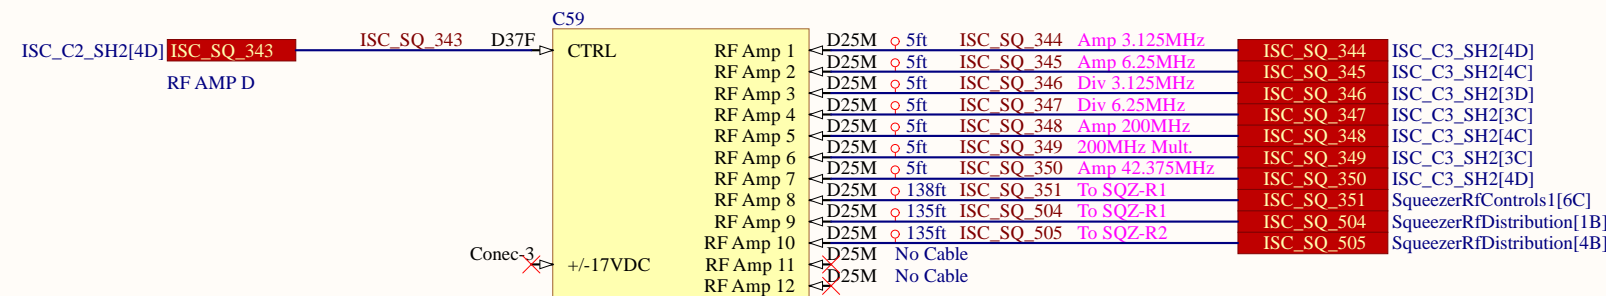 C59
ISC_C2_SH2[4D] ISC_SQ_343 ISC_SQ_343 D37F CTRL
RF AMP D
RF Amp 1 D25M 5ft ISC_SQ_344 Amp 3.125MHz ISC_SQ_344 ISC_C3_SH2[4D]
RF Amp 2 D25M 5ft ISC_SQ_345 Amp 6.25MHz ISC_SQ_345 ISC_C3_SH2[4C]
RF Amp 3 D25M 5ft ISC_SQ_346 Div 3.125MHz ISC_SQ_346 ISC_C3_SH2[3D]
RF Amp 4 D25M 5ft ISC_SQ_347 Div 6.25MHz ISC_SQ_347 ISC_C3_SH2[3C]
RF Amp 5 D25M 5ft ISC_SQ_348 Amp 200MHz ISC_SQ_348 ISC_C3_SH2[4C]
RF Amp 6 D25M 5ft ISC_SQ_349 200MHz Mult. ISC_SQ_349 ISC_C3_SH2[3C]
RF Amp 7 D25M 5ft ISC_SQ_350 Amp 42.375MHz ISC_SQ_350 ISC_C3_SH2[4D]
RF Amp 8 D25M 138ft ISC_SQ_351 To SQZ-R1 ISC_SQ_351 SqueezerRfControls1[6C]
RF Amp 9 D25M 135ft ISC_SQ_504 To SQZ-R1 ISC_SQ_504 SqueezerRfDistribution[1B]
RF Amp 10 D25M 135ft ISC_SQ_505 To SQZ-R2 ISC_SQ_505 SqueezerRfDistribution[4B]
Conec-3 +/-17VDC RF Amp 11 D25M No Cable
RF Amp 12 D25M No Cable